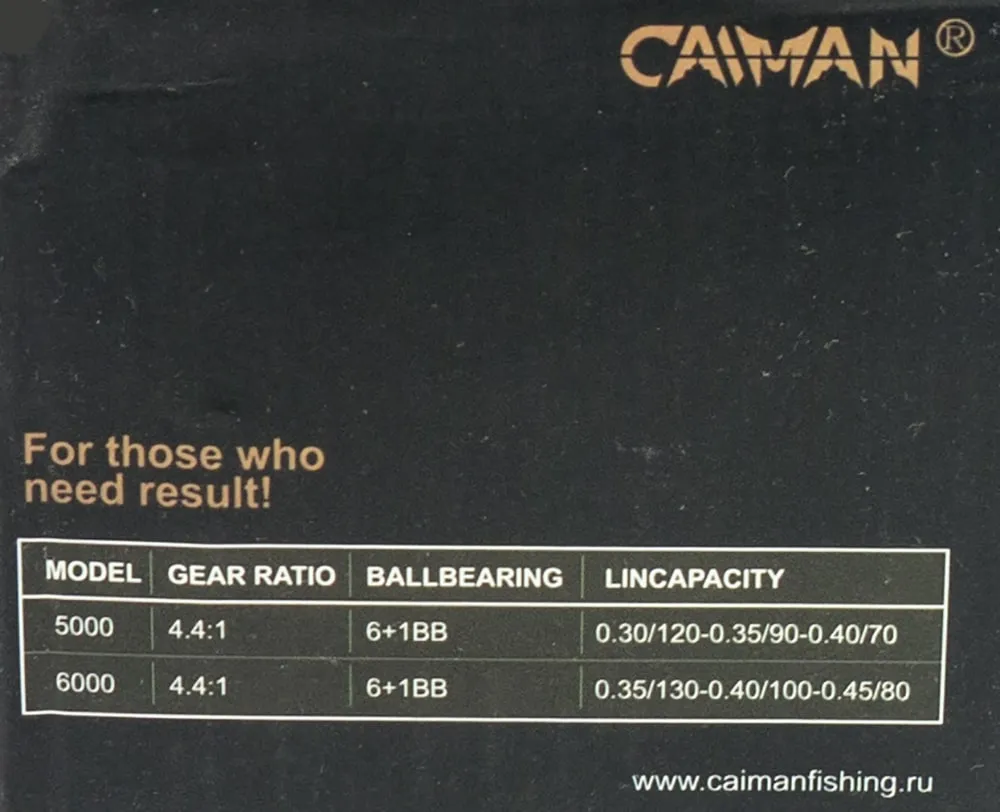 CAIMAN®
For those who
need result!
MODEL GEAR RATIO BALLBEARING LINCAPACITY
5000 4.4:1 6+1BB 0.30/120-0.35/90-0.40/70
6000 4.4:1 6+1BB 0.35/130-0.40/100-0.45/80
www.caimanfishing.ru